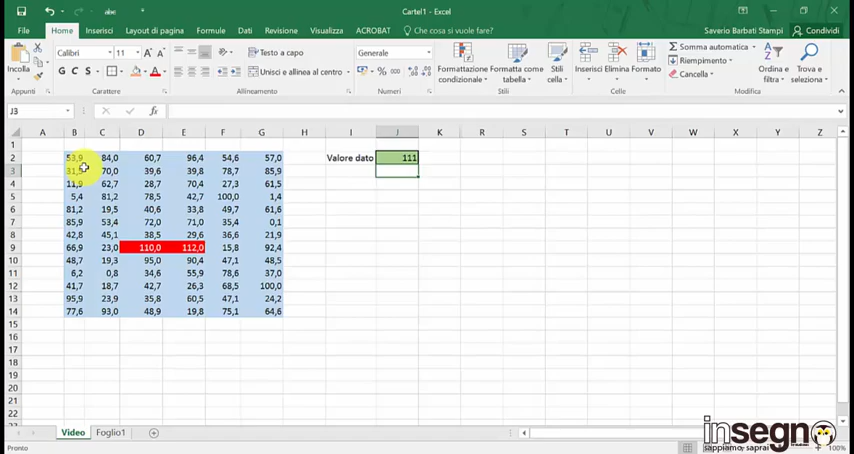 Cartel1 - Excel
File Home Inserisci Layout di pagina Formule Dati Revisione Visualizza ACROBAT Che cosa si vuole fare? Saverio Barbati Stampi Condividi
Calibri 11 Testo a capo Generale Somma automatica
Incolla G C S Unisci e allinea al centro Formattazione condizionale Formatta come tabella Stili cella Inserisci Elimina Formato Riempimento Cancella Ordina e filtra Trova e seleziona
Appunti Numeri
J3 fx
A B C D E F G H I J K L M N O P Q R S T U V W X Y Z
1
2 53,9 84,0 60,7 96,4 54,6 57,0 Valore dato 111
3 70,0 39,6 39,8 78,7 85,9
4 11,9 62,7 28,7 70,4 27,3 61,5
5 5,4 81,2 78,5 42,7 100,0 1,4
6 81,2 19,5 40,6 33,8 49,7 61,6
7 85,9 53,4 72,0 71,0 35,4 0,1
8 42,8 45,1 38,5 29,6 36,6 21,9
9 66,9 23,0 110,0 112,0 15,8 92,4
10 48,7 19,3 95,0 90,4 47,1 48,5
11 6,2 0,8 34,6 55,9 78,6 37,0
12 41,7 18,7 42,7 26,3 68,5 100,0
13 95,9 23,9 35,8 60,5 47,1 24,2
14 77,6 93,0 48,9 19,8 75,1 64,6
15
16
17
18
19
20
21
22
Video Foglio1
Pronto
100%
insegno
sappiamo, saprai